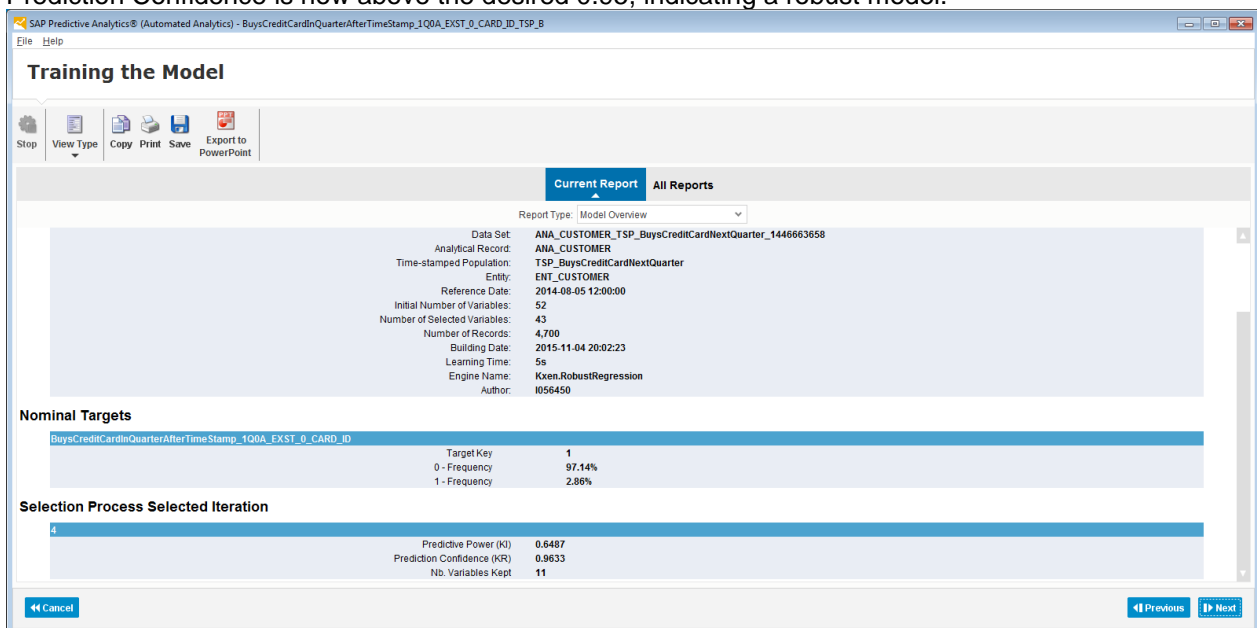 Prediction Confidence is now above the desired 0.95, indicating a robust model.
SAP Predictive Analytics® (Automated Analytics) - BuysCreditCardInQuarterAfterTimeStamp_1Q0A_EXST_0_CARD_ID_TSP_B
File Help
Training the Model
Stop
View Type
Copy
Print
Save
Export to PowerPoint
Current Report
All Reports
Report Type: Model Overview
Data Set: ANA_CUSTOMER_TSP_BuysCreditCardNextQuarter_1446663658
Analytical Record: ANA_CUSTOMER
Time-stamped Population: TSP_BuysCreditCardNextQuarter
Entity: ENT_CUSTOMER
Reference Date: 2014-08-05 12:00:00
Initial Number of Variables: 52
Number of Selected Variables: 43
Number of Records: 4,700
Building Date: 2015-11-04 20:02:23
Learning Time: 5s
Engine Name: Kxen.RobustRegression
Author: I056450
Nominal Targets
BuysCreditCardInQuarterAfterTimeStamp_1Q0A_EXST_0_CARD_ID
Target Key 1
0 - Frequency 97.14%
1 - Frequency 2.86%
Selection Process Selected Iteration
4
Predictive Power (KI) 0.6487
Prediction Confidence (KR) 0.9633
Nb. Variables Kept 11
Cancel
Previous
Next